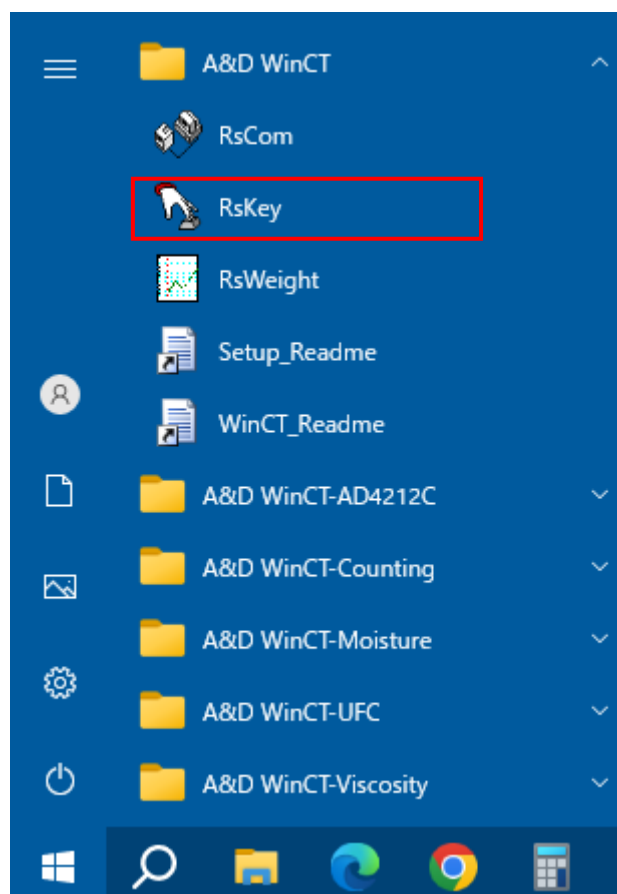 A&D WinCT
RsCom
RsKey
RsWeight
Setup_Readme
WinCT_Readme
A&D WinCT-AD4212C
A&D WinCT-Counting
A&D WinCT-Moisture
A&D WinCT-UFC
A&D WinCT-Viscosity